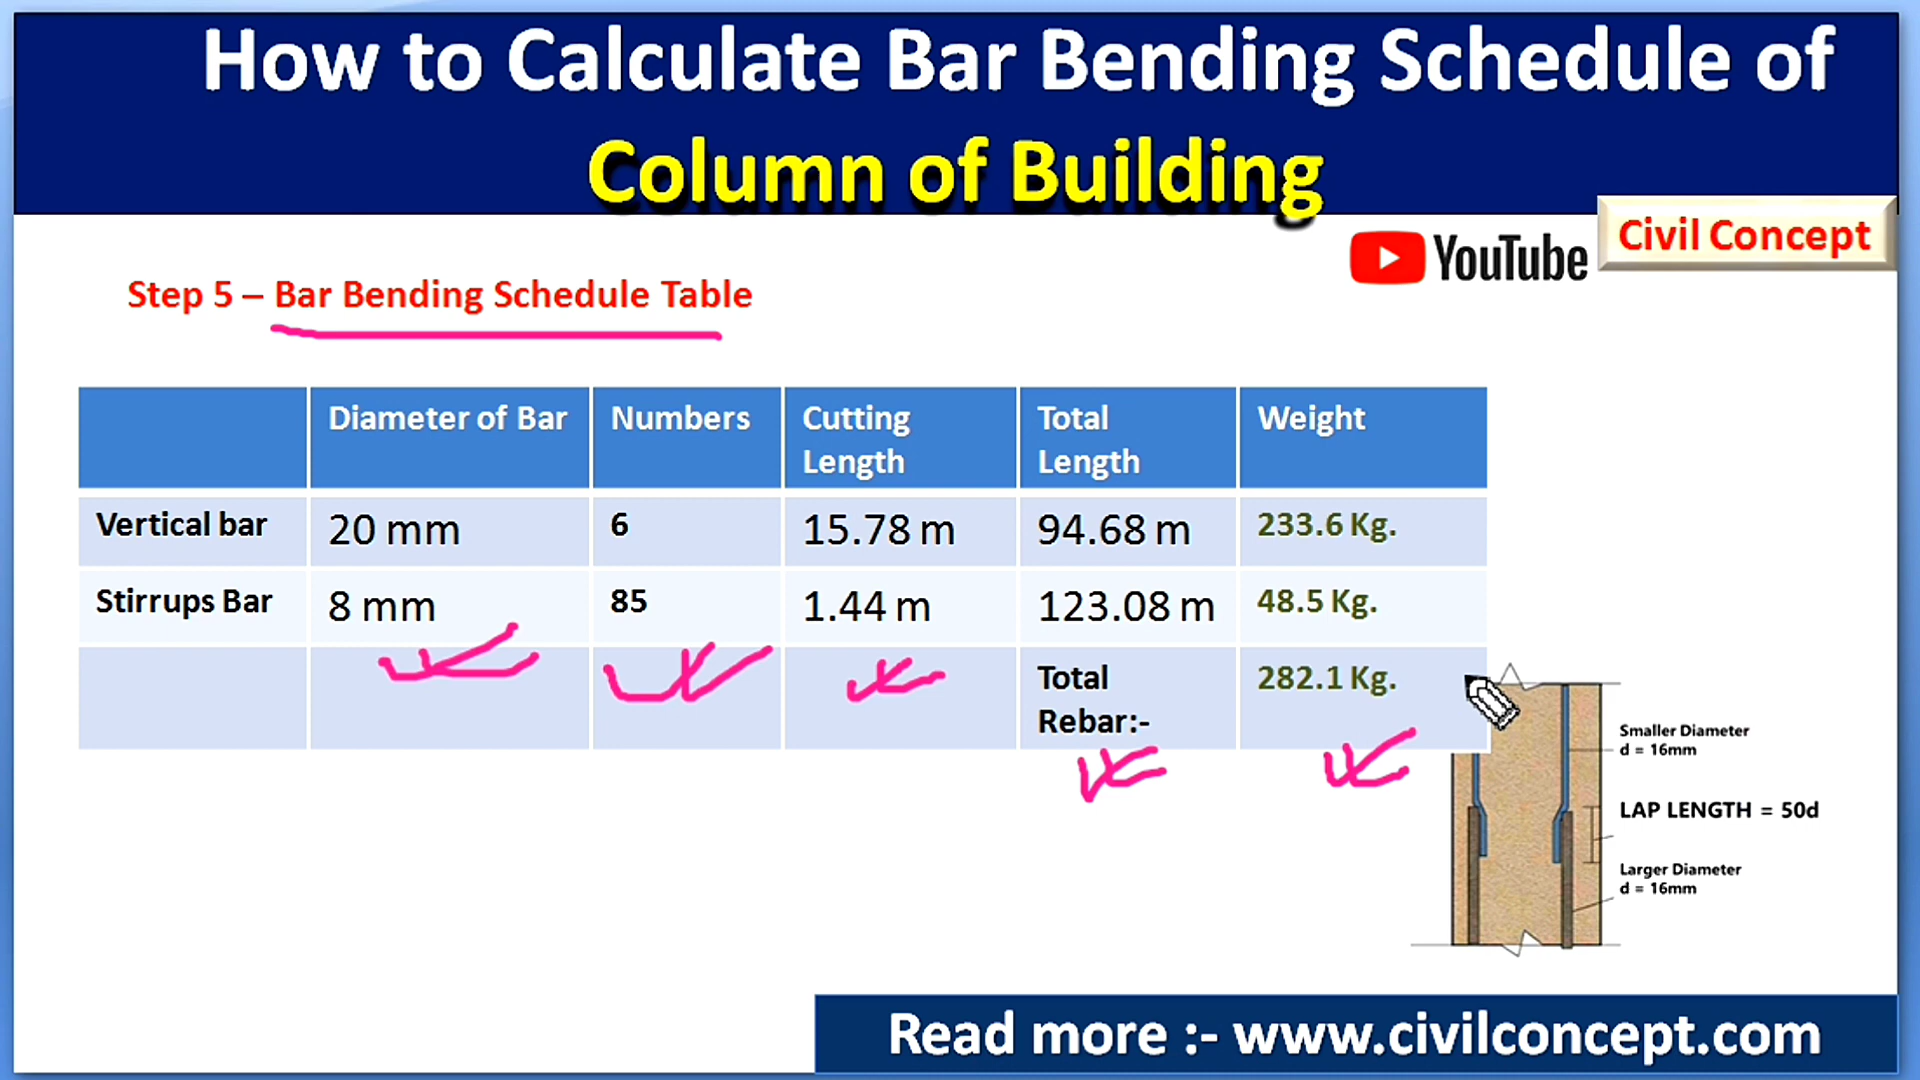 How to Calculate Bar Bending Schedule of
Column of Building
YouTube
Civil Concept
Step 5 – Bar Bending Schedule Table
Diameter of Bar
Numbers
Cutting
Length
Total
Length
Weight
Vertical bar
20 mm
6
15.78 m
94.68 m
233.6 Kg.
Stirrups Bar
8 mm
85
1.44 m
123.08 m
48.5 Kg.
Total
Rebar:-
282.1 Kg.
Smaller Diameter
d = 16mm
LAP LENGTH = 50d
Larger Diameter
d = 16mm
Read more :- www.civilconcept.com